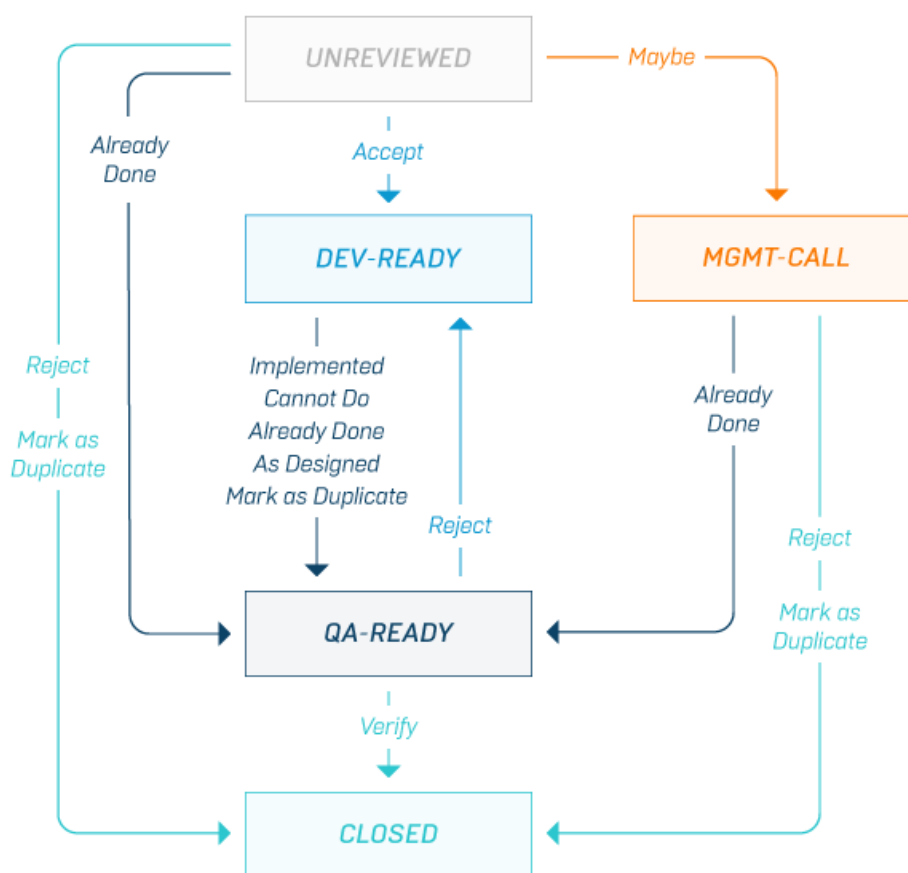 UNREVIEWED
Maybe
Already
Done
Accept
DEV-READY
MGMT-CALL
Reject
Mark as
Duplicate
Implemented
Cannot Do
Already Done
As Designed
Mark as Duplicate
Reject
Already
Done
Reject
Mark as
Duplicate
QA-READY
Verify
CLOSED